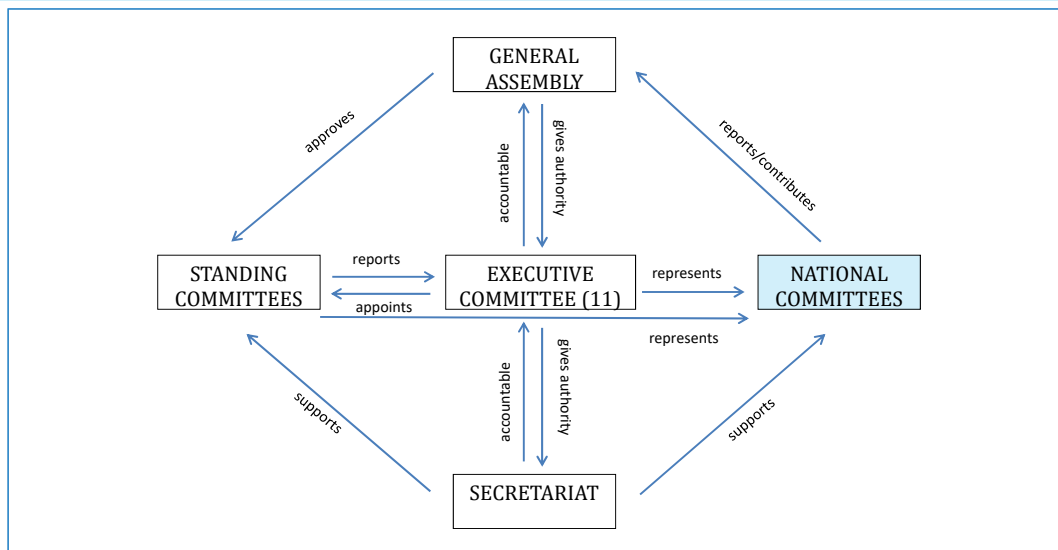 GENERAL
ASSEMBLY
approves
accountable
gives authority
reports/contributes
STANDING
COMMITTEES
reports
appoints
EXECUTIVE
COMMITTEE (11)
represents
represents
NATIONAL
COMMITTEES
supports
accountable
gives authority
supports
SECRETARIAT